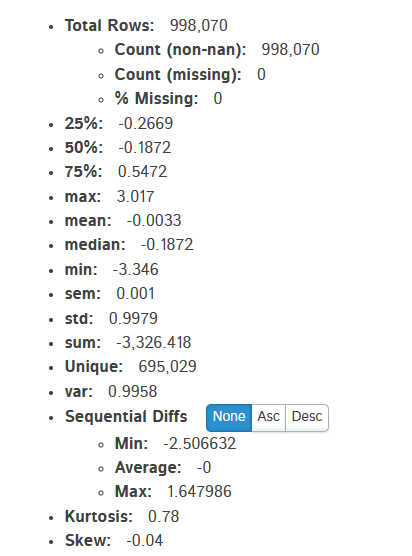 Total Rows: 998,070
Count (non-nan): 998,070
Count (missing): 0
% Missing: 0
25%: -0.2669
50%: -0.1872
75%: 0.5472
max: 3.017
mean: -0.0033
median: -0.1872
min: -3.346
sem: 0.001
std: 0.9979
sum: -3,326.418
Unique: 695,029
var: 0.9958
Sequential Diffs None Asc Desc
Min: -2.506632
Average: -0
Max: 1.647986
Kurtosis: 0.78
Skew: -0.04